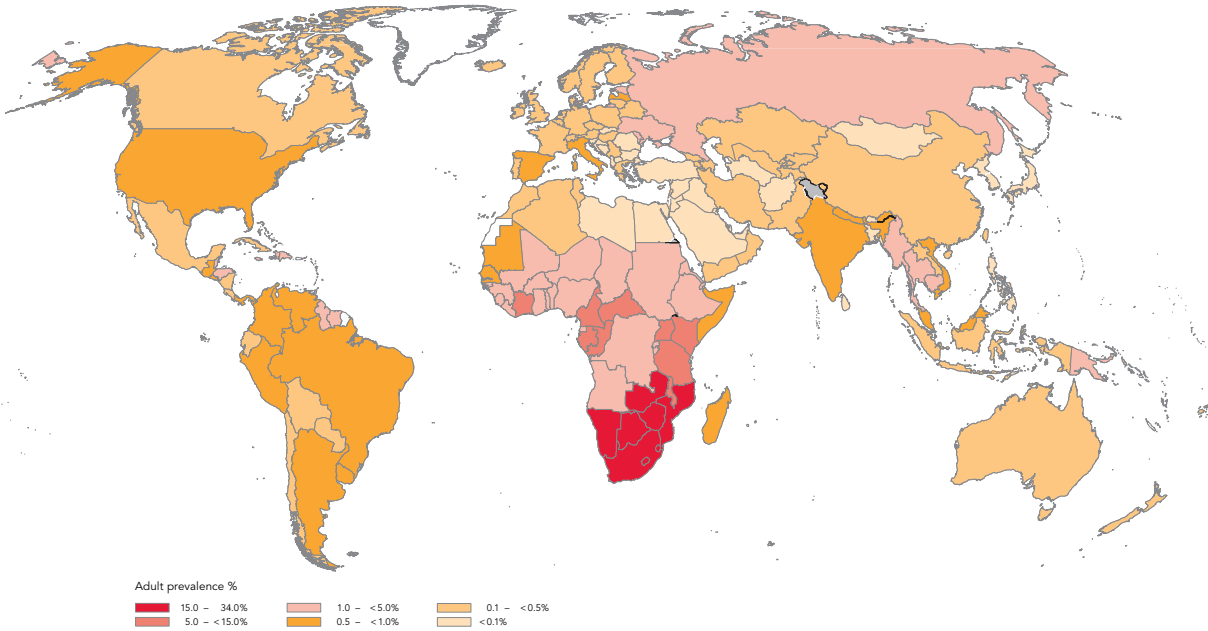 Adult prevalence %
15.0 – 34.0%
5.0 – <15.0%
1.0 – <5.0%
0.5 – <1.0%
0.1 – <0.5%
<0.1%